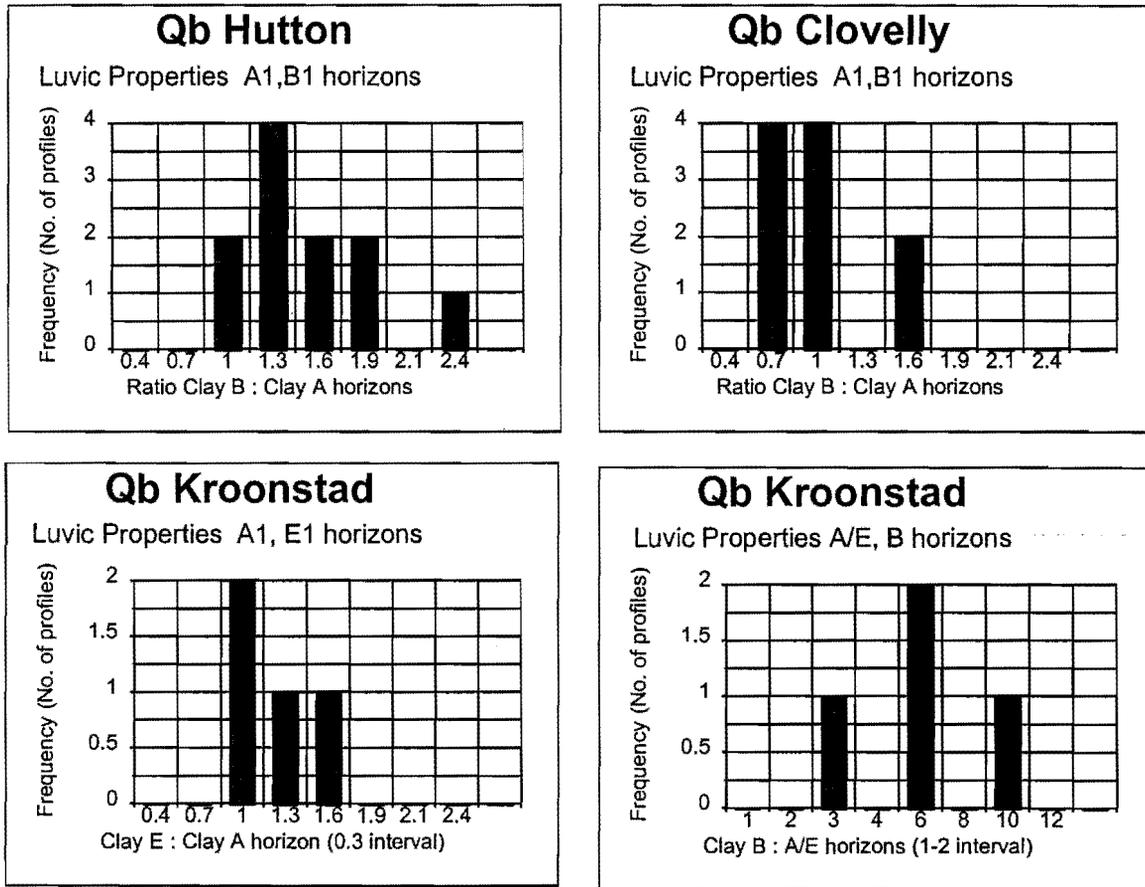 Qb Hutton
Luvic Properties A1,B1 horizons
Frequency (No. of profiles)
4
3
2
1
0
0.4 0.7 1 1.3 1.6 1.9 2.1 2.4
Ratio Clay B : Clay A horizons
Qb Clovelly
Luvic Properties A1,B1 horizons
Frequency (No. of profiles)
4
3
2
1
0
0.4 0.7 1 1.3 1.6 1.9 2.1 2.4
Ratio Clay B : Clay A horizons
Qb Kroonstad
Luvic Properties A1, E1 horizons
Frequency (No. of profiles)
2
1.5
1
0.5
0
0.4 0.7 1 1.3 1.6 1.9 2.1 2.4
Clay E : Clay A horizon (0.3 interval)
Qb Kroonstad
Luvic Properties A/E, B horizons
Frequency (No. of profiles)
2
1.5
1
0.5
0
1 2 3 4 6 8 10 12
Clay B : A/E horizons (1-2 interval)